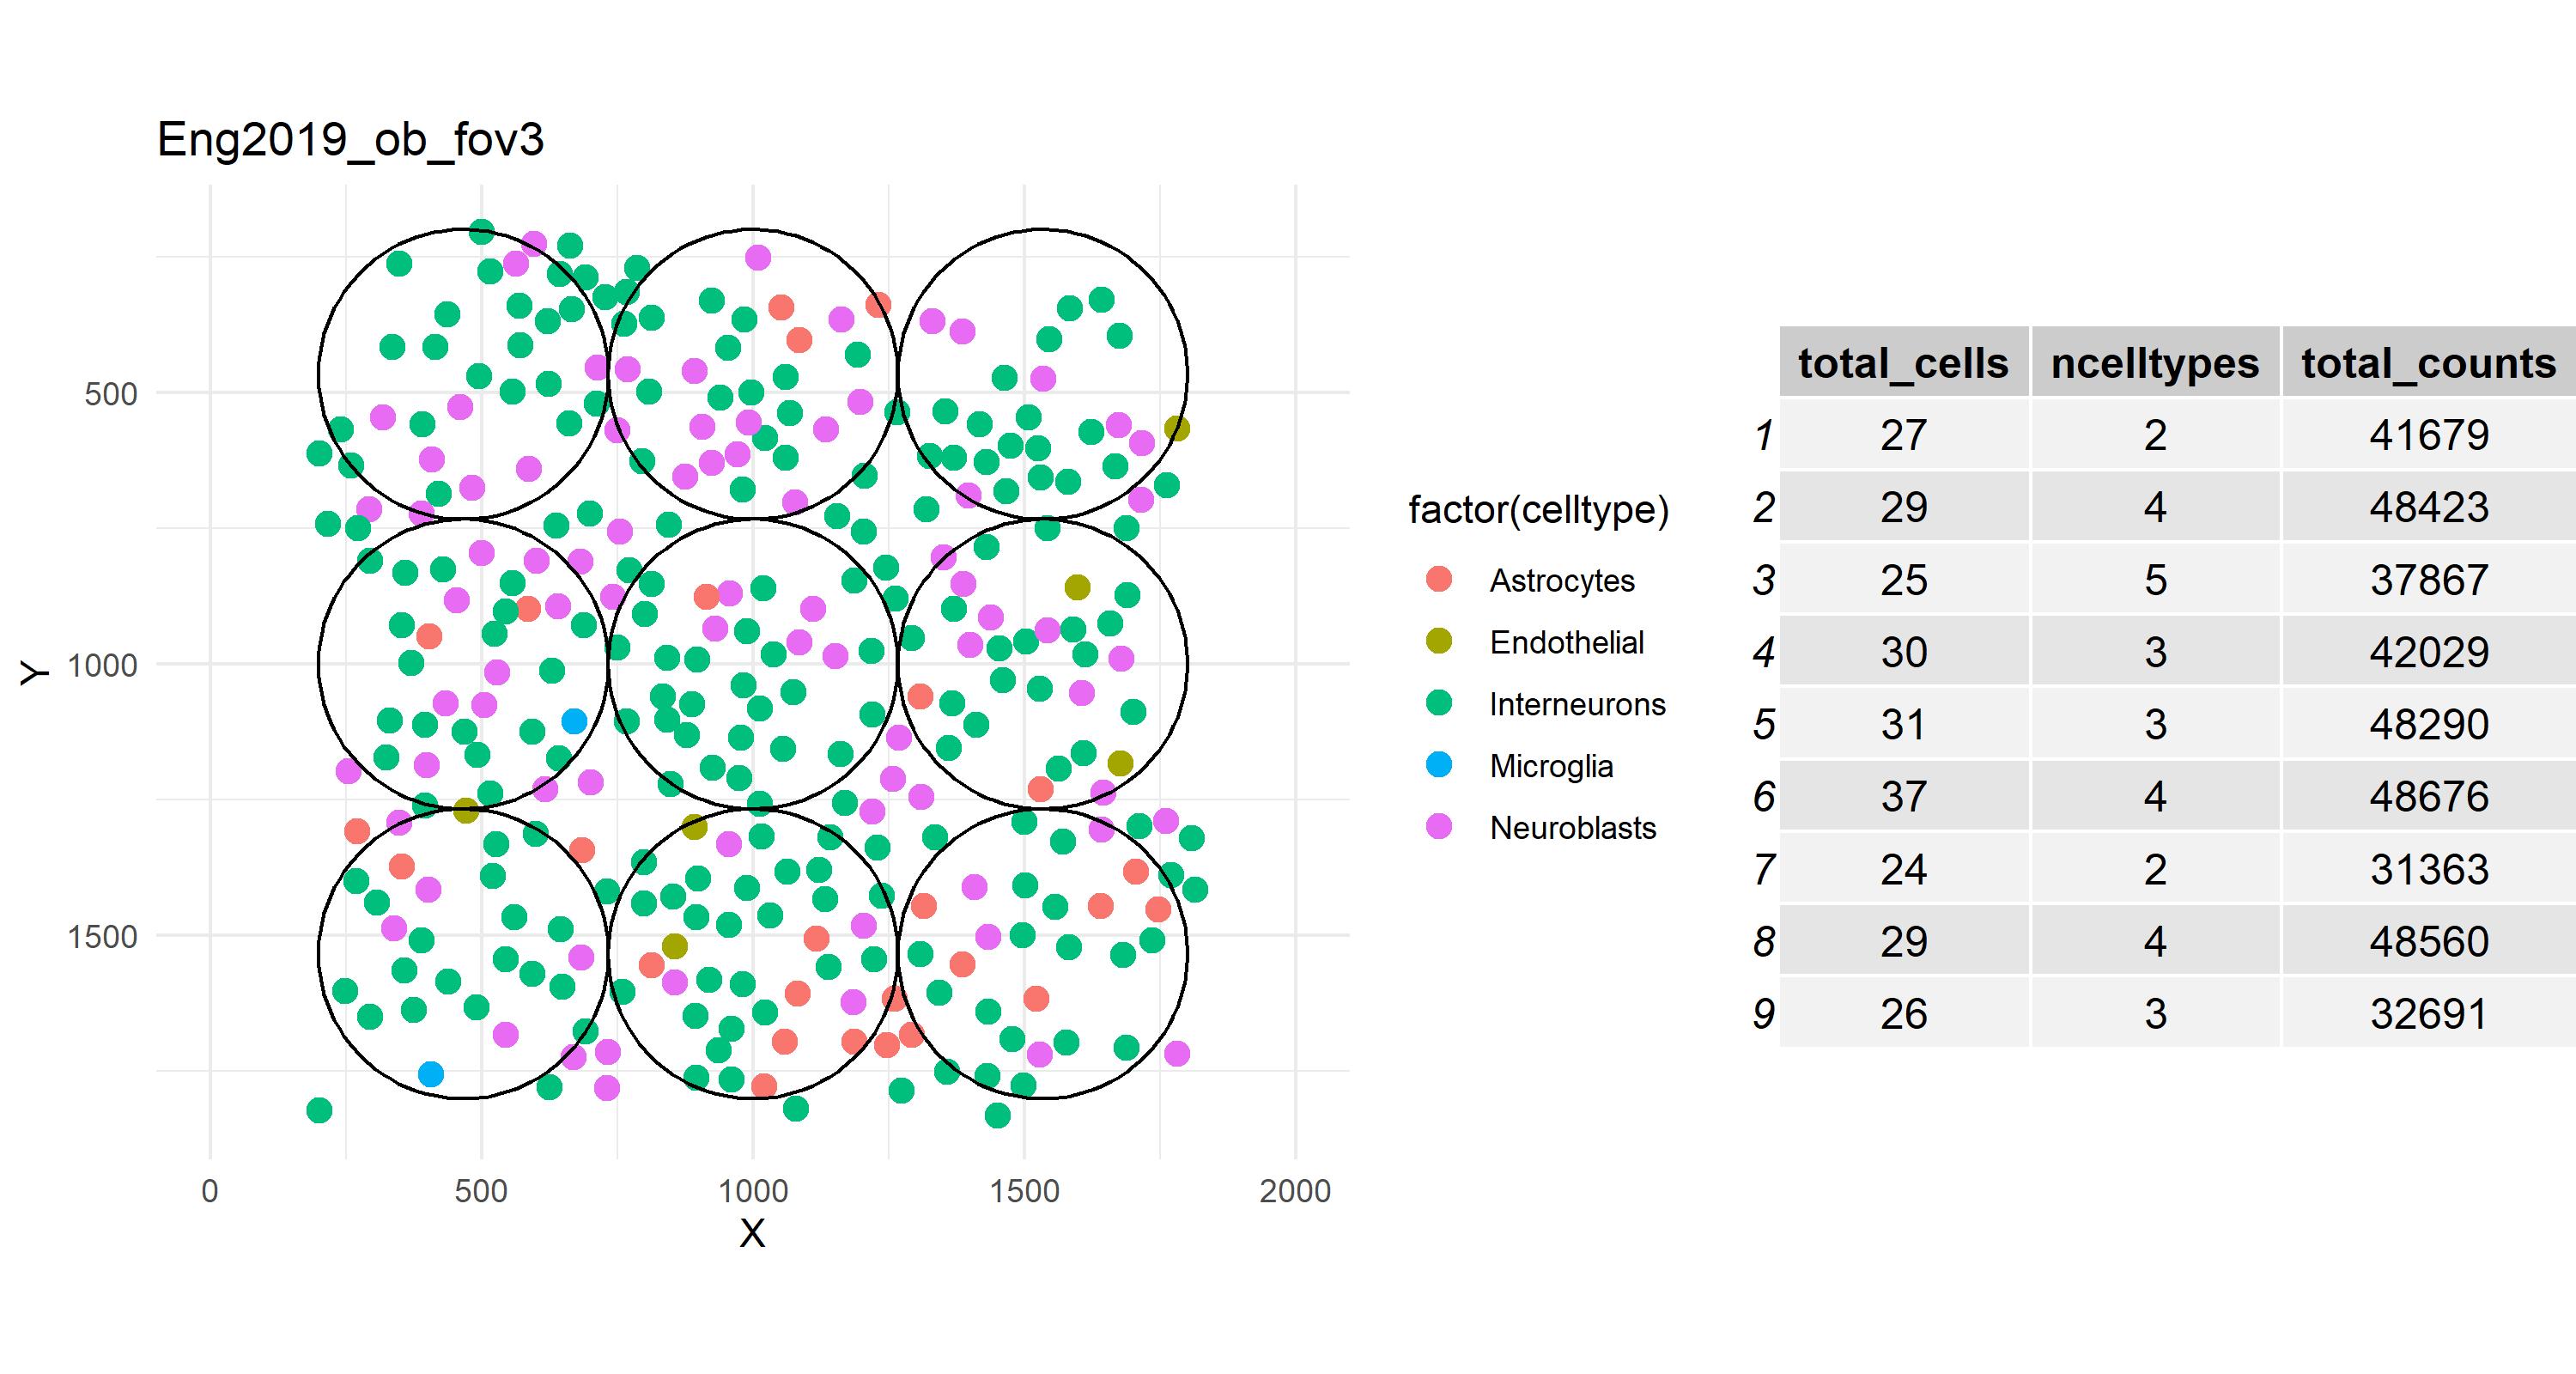 Eng2019_ob_fov3
500
1000
1500
Y
0 500 1000 1500 2000
X
factor(celltype)
Astrocytes
Endothelial
Interneurons
Microglia
Neuroblasts
total_cells ncelltypes total_counts
1 27 2 41679
2 29 4 48423
3 25 5 37867
4 30 3 42029
5 31 3 48290
6 37 4 48676
7 24 2 31363
8 29 4 48560
9 26 3 32691